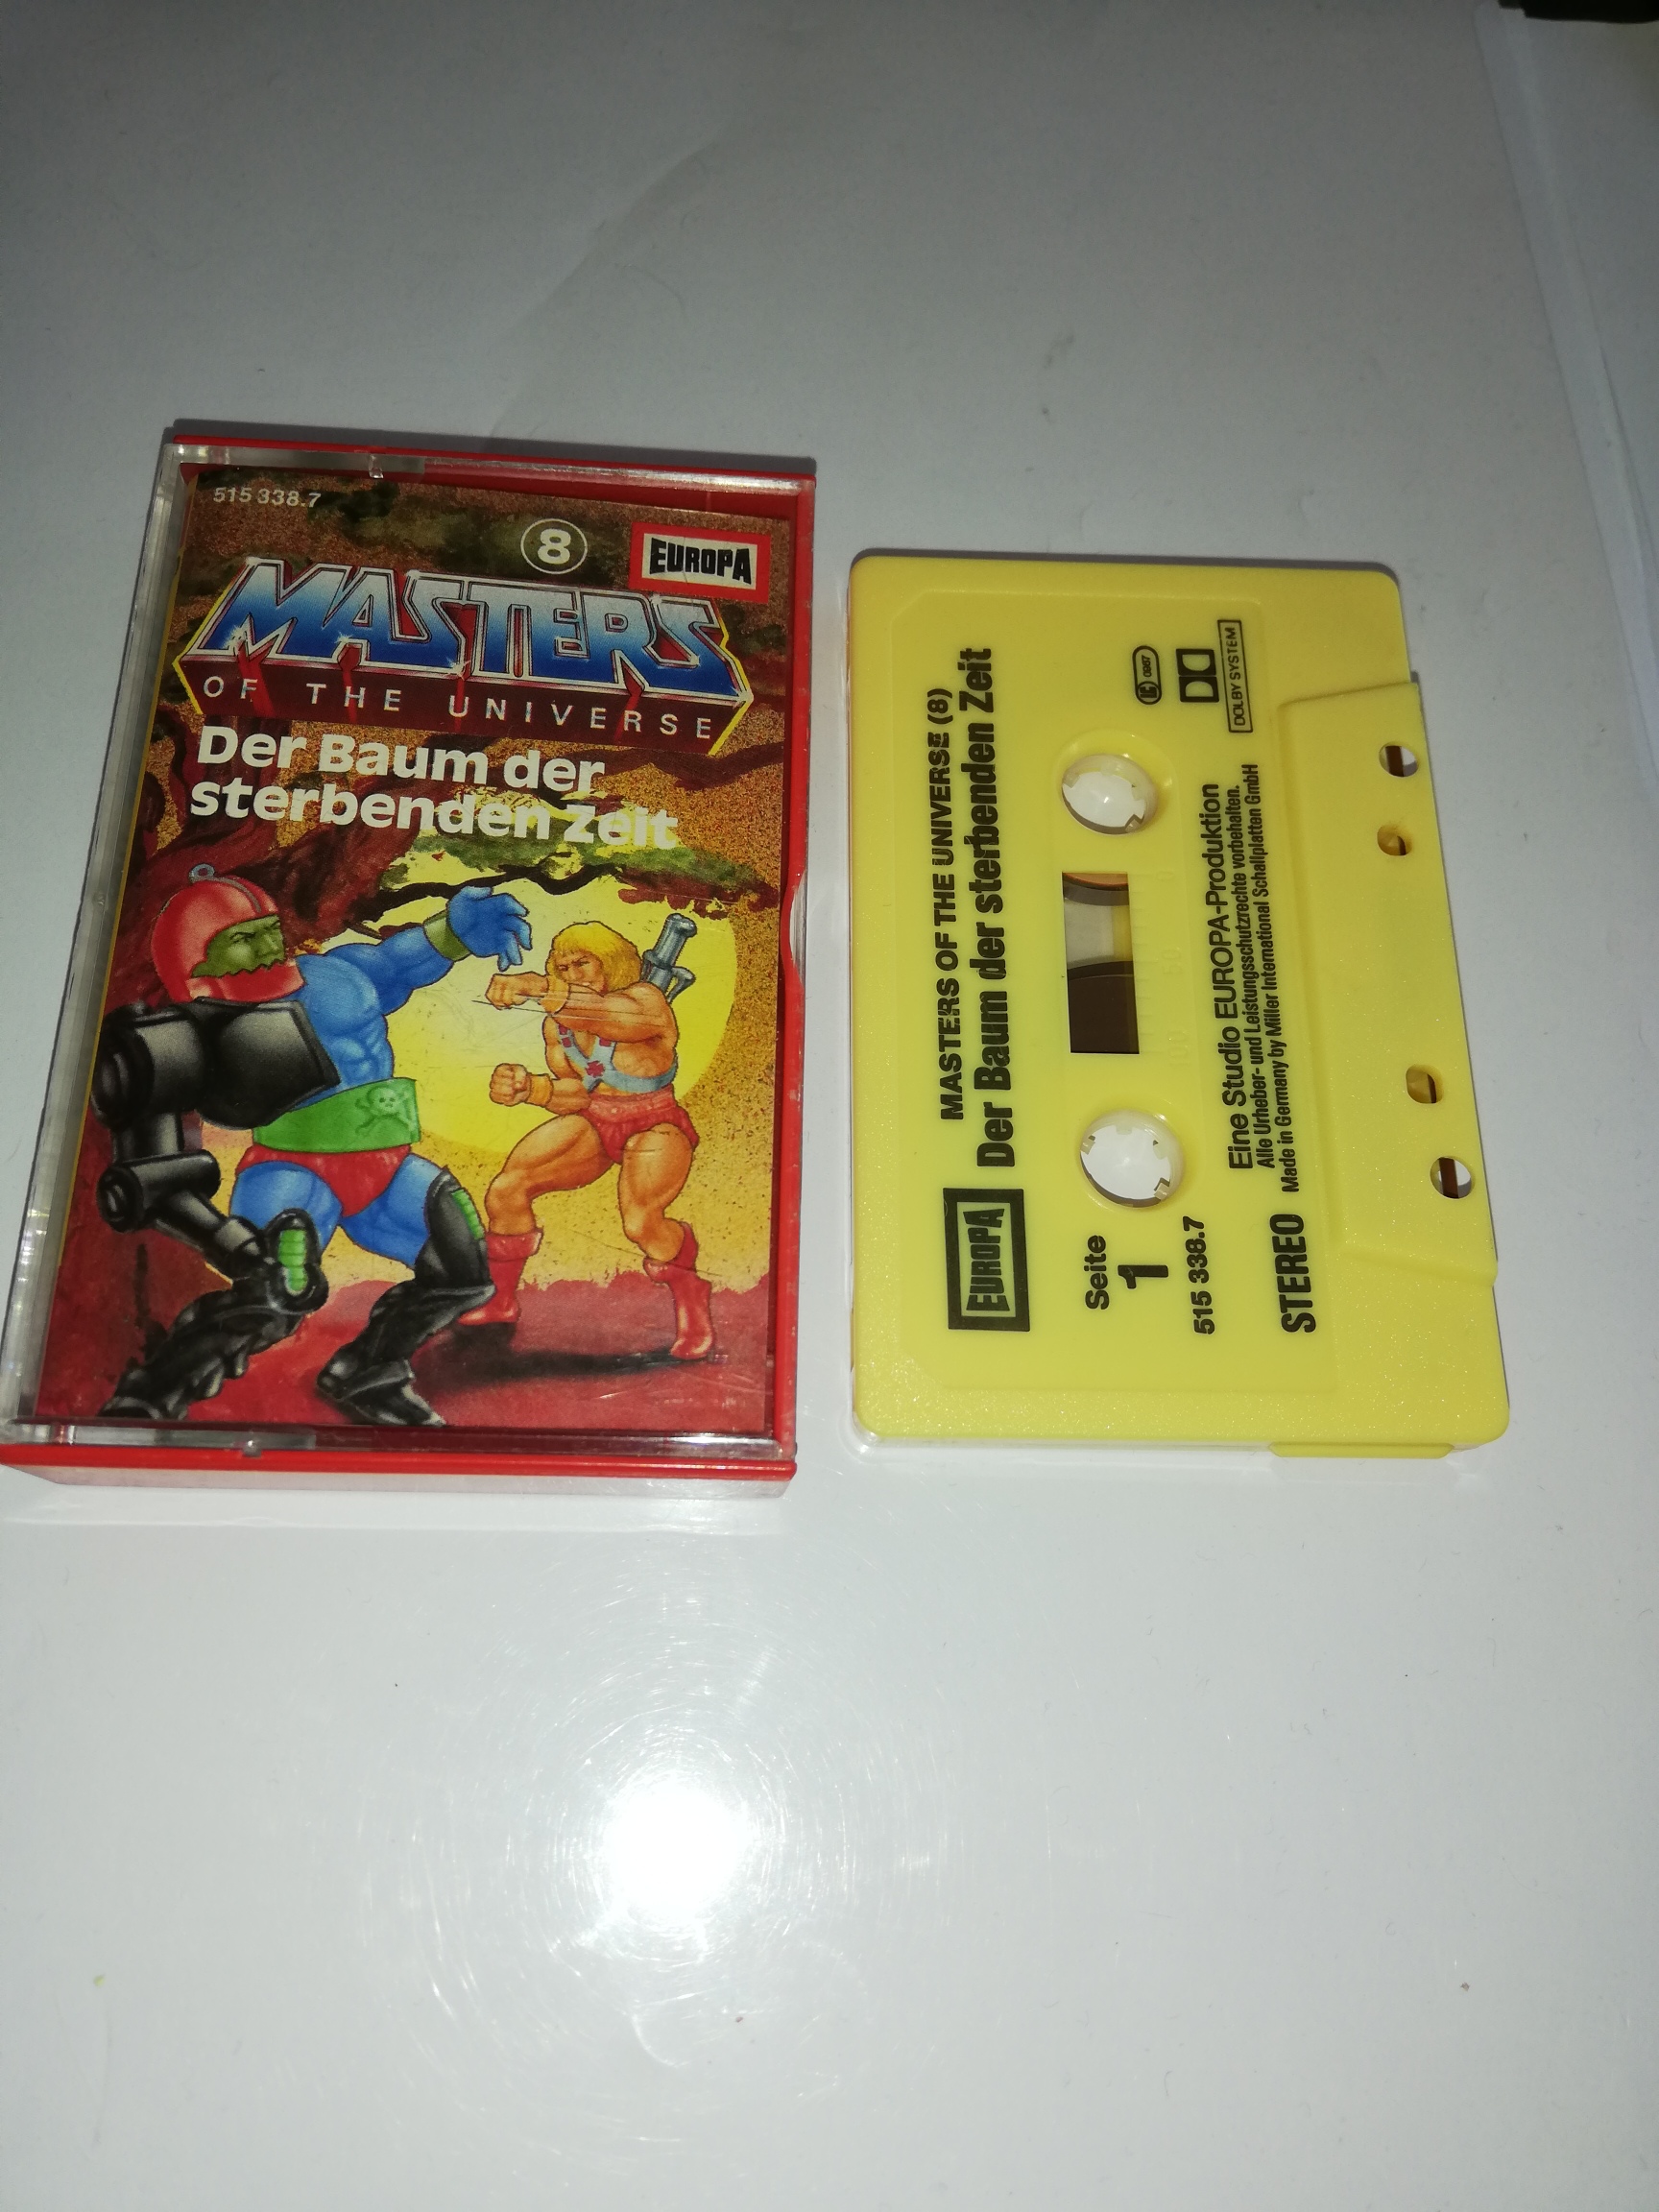 515 338.7
8
EUROPA
MASTERS
OF THE UNIVERSE
Der Baum der
sterbenden Zeit
MASTERS OF THE UNIVERSE (8)
EUROPA
Der Baum der sterbenden Zeit
Seite
1
515 338.7
STEREO
Eine Studio EUROPA-Produktion
Alle Urheber- und Leistungsschutzrechte vorbehalten.
Made in Germany by Miller International Schallplatten GmbH
DOLBY SYSTEM